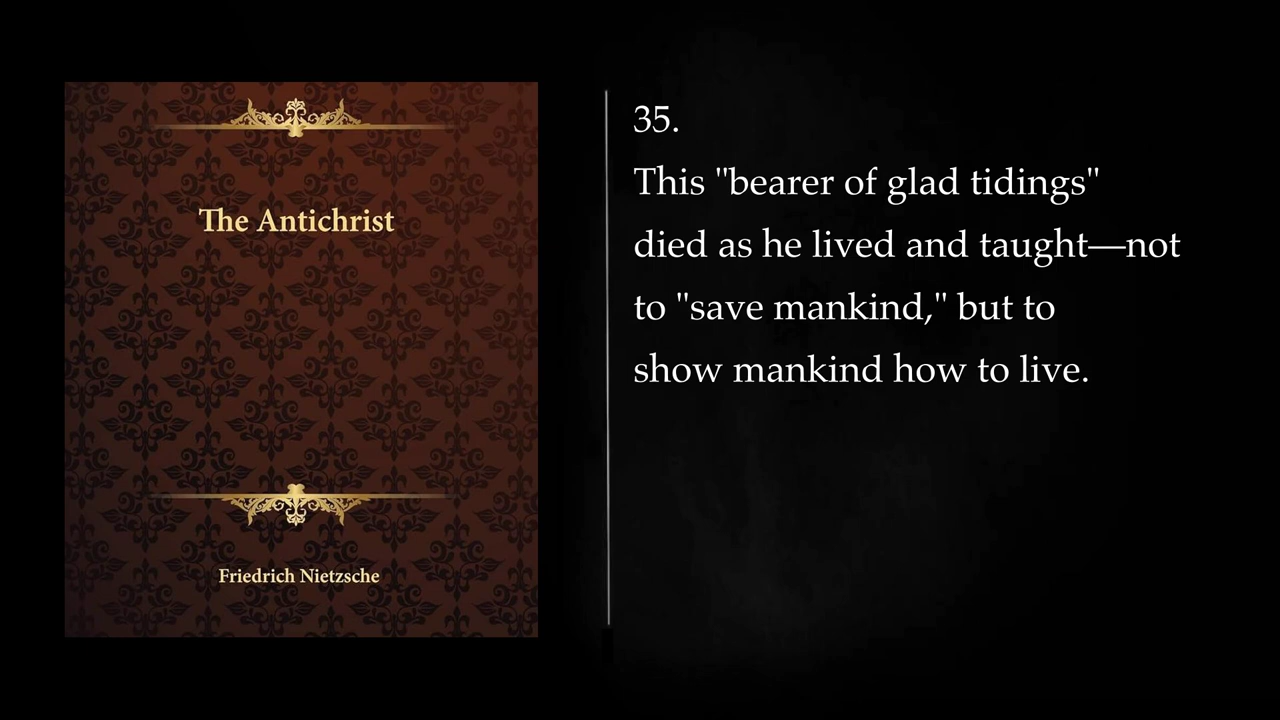 The Antichrist
Friedrich Nietzsche
35.
This "bearer of glad tidings"
died as he lived and taught—not
to "save mankind," but to
show mankind how to live.